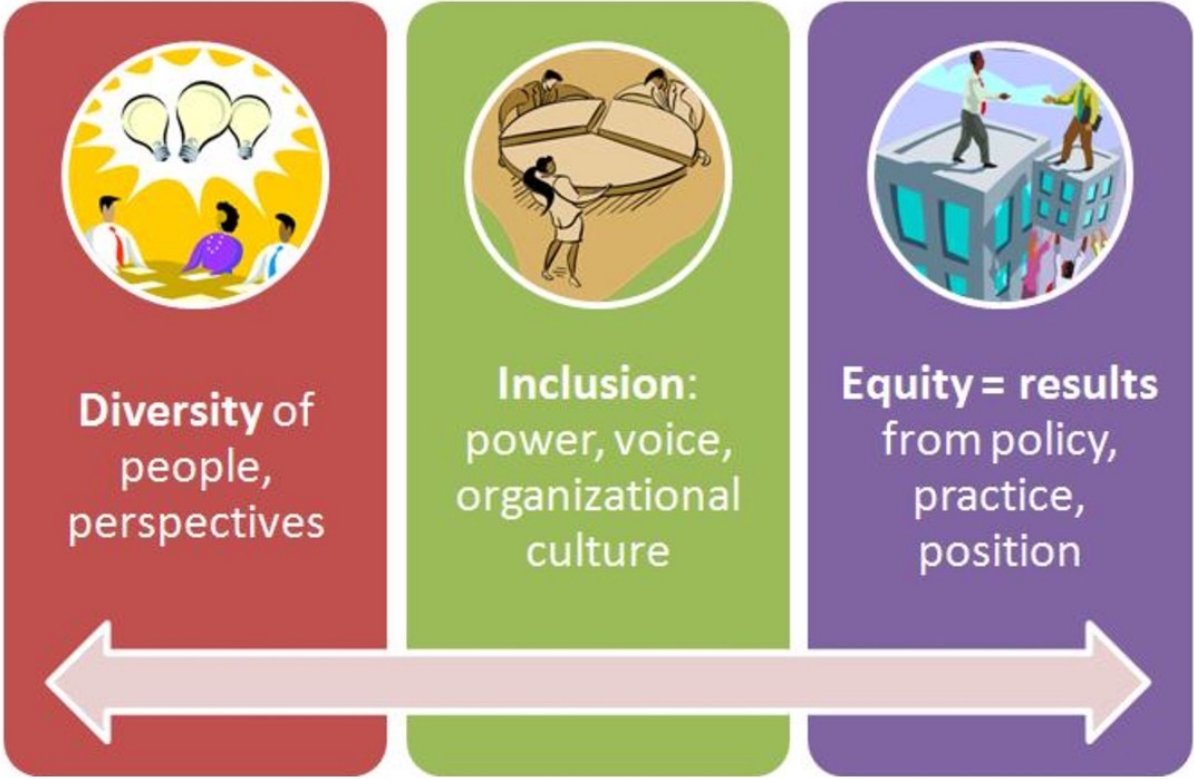 Diversity of
people,
perspectives
Inclusion:
power, voice,
organizational
culture
Equity = results
from policy,
practice,
position